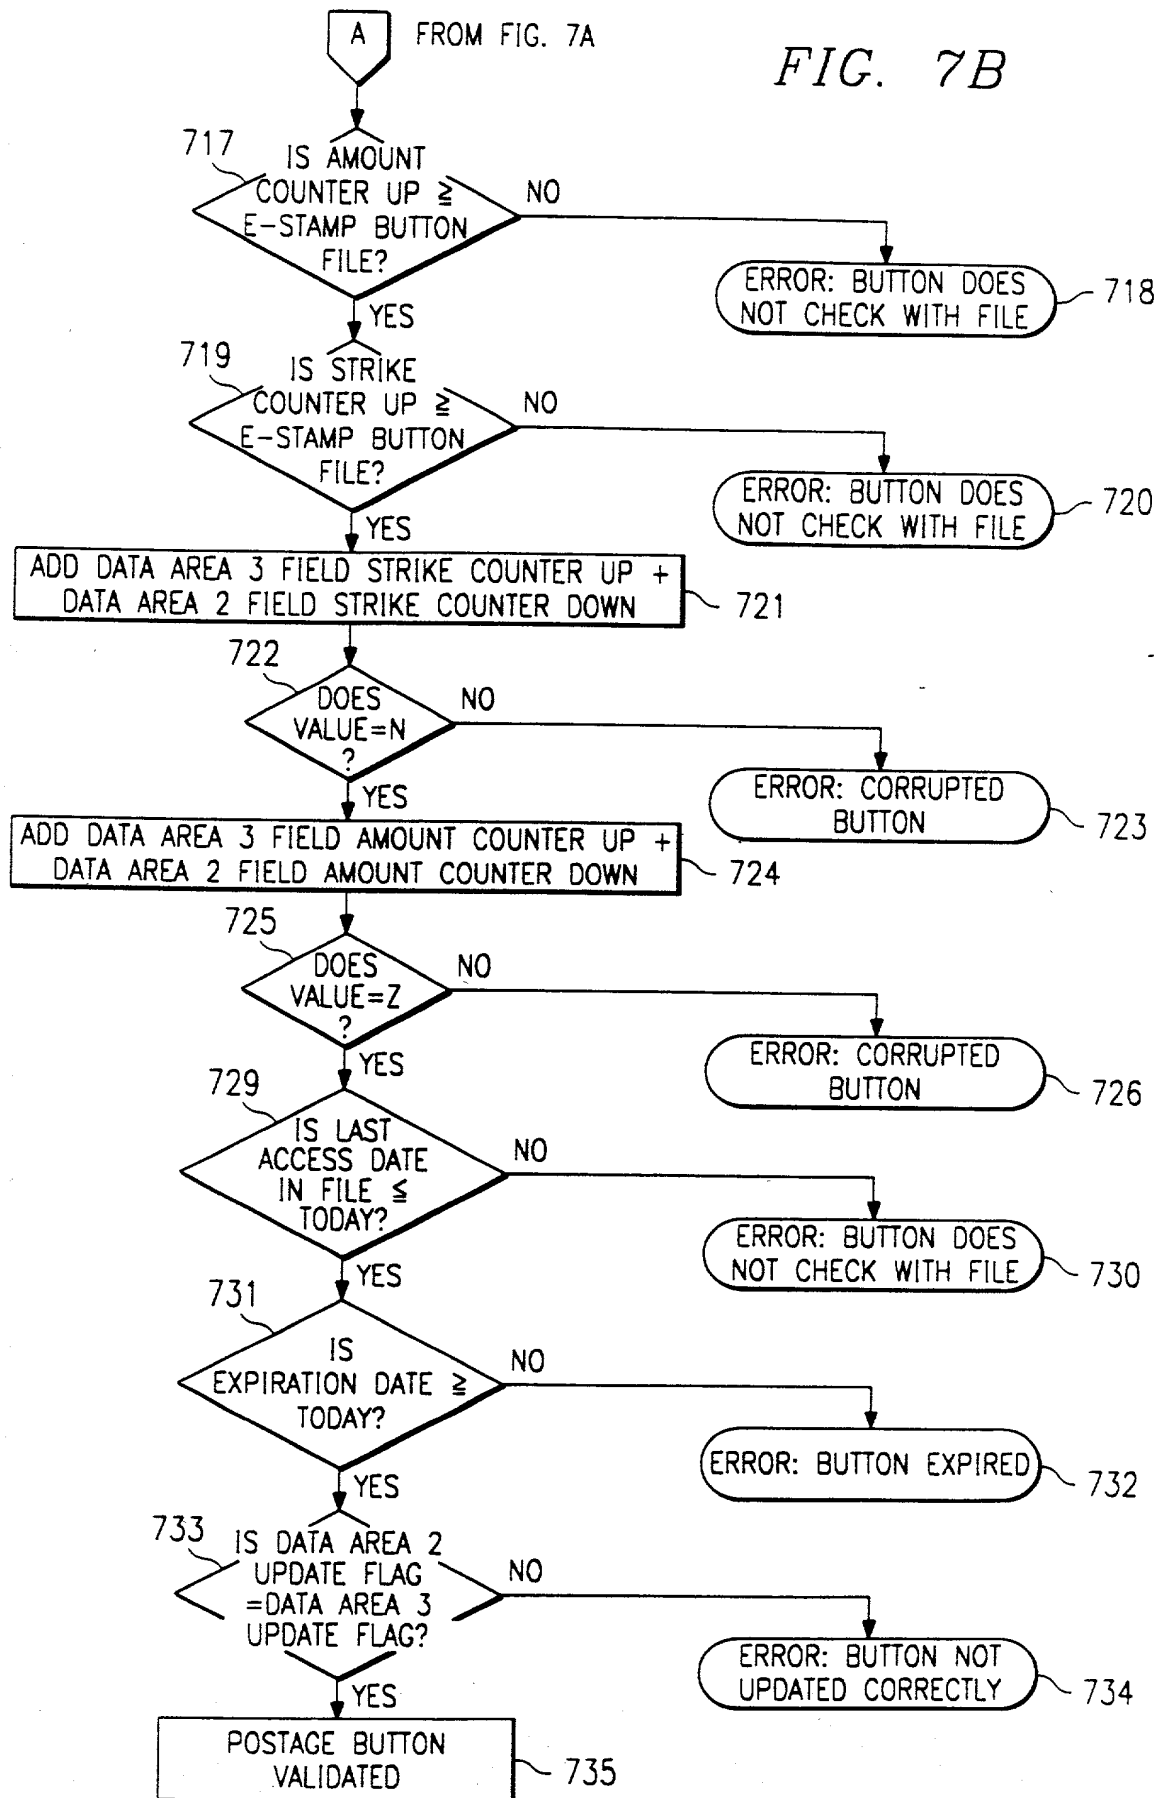 A
FROM FIG. 7A
FIG. 7B
717
IS AMOUNT
COUNTER UP ≧
E-STAMP BUTTON
FILE?
NO
ERROR: BUTTON DOES
NOT CHECK WITH FILE
718
YES
719
IS STRIKE
COUNTER UP ≧
E-STAMP BUTTON
FILE?
NO
ERROR: BUTTON DOES
NOT CHECK WITH FILE
720
YES
ADD DATA AREA 3 FIELD STRIKE COUNTER UP +
DATA AREA 2 FIELD STRIKE COUNTER DOWN
721
722
DOES
VALUE=N
?
NO
ERROR: CORRUPTED
BUTTON
723
YES
ADD DATA AREA 3 FIELD AMOUNT COUNTER UP +
DATA AREA 2 FIELD AMOUNT COUNTER DOWN
724
725
DOES
VALUE=Z
?
NO
ERROR: CORRUPTED
BUTTON
726
YES
729
IS LAST
ACCESS DATE
IN FILE ≦
TODAY?
NO
ERROR: BUTTON DOES
NOT CHECK WITH FILE
730
YES
731
IS
EXPIRATION DATE ≧
TODAY?
NO
ERROR: BUTTON EXPIRED
732
YES
733
IS DATA AREA 2
UPDATE FLAG
=DATA AREA 3
UPDATE FLAG?
NO
ERROR: BUTTON NOT
UPDATED CORRECTLY
734
YES
POSTAGE BUTTON
VALIDATED
735